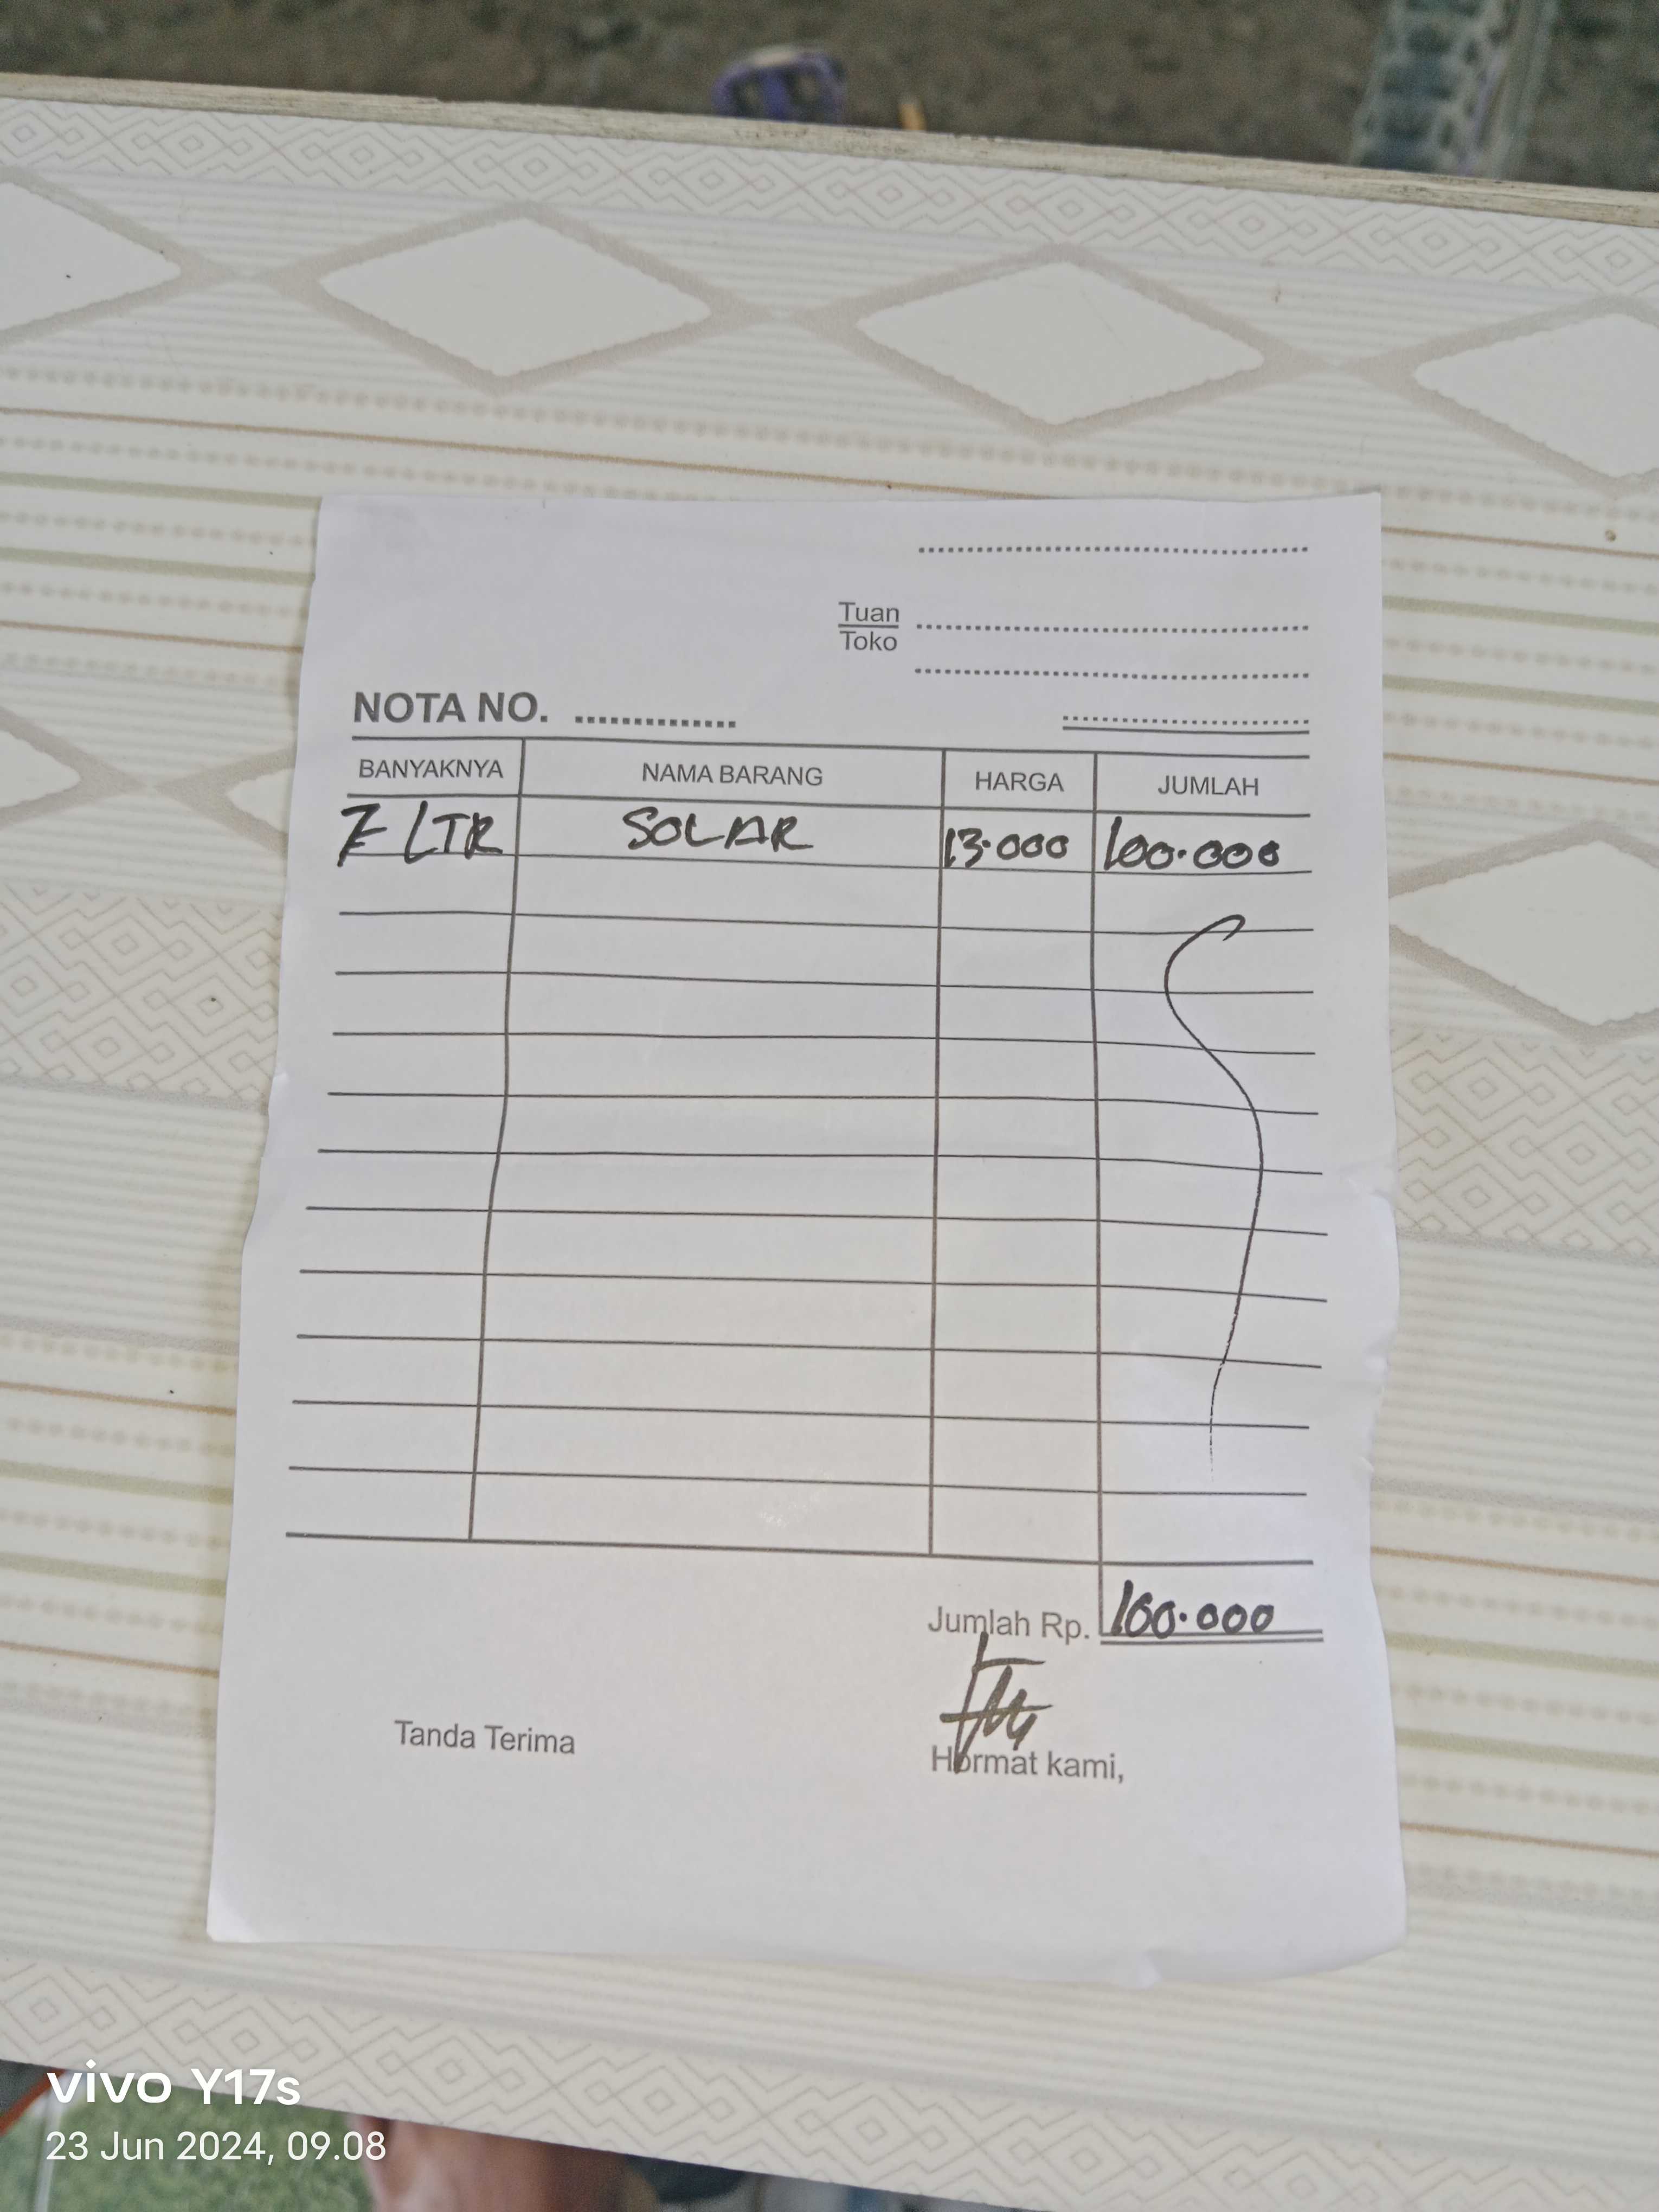 Tuan
Toko
NOTA NO. ..............
BANYAKNYA NAMA BARANG HARGA JUMLAH
7 LTR SOLAR 13.000 100.000
Jumlah Rp. 100.000
Tanda Terima Hormat kami,
vivo Y17s
23 Jun 2024, 09.08